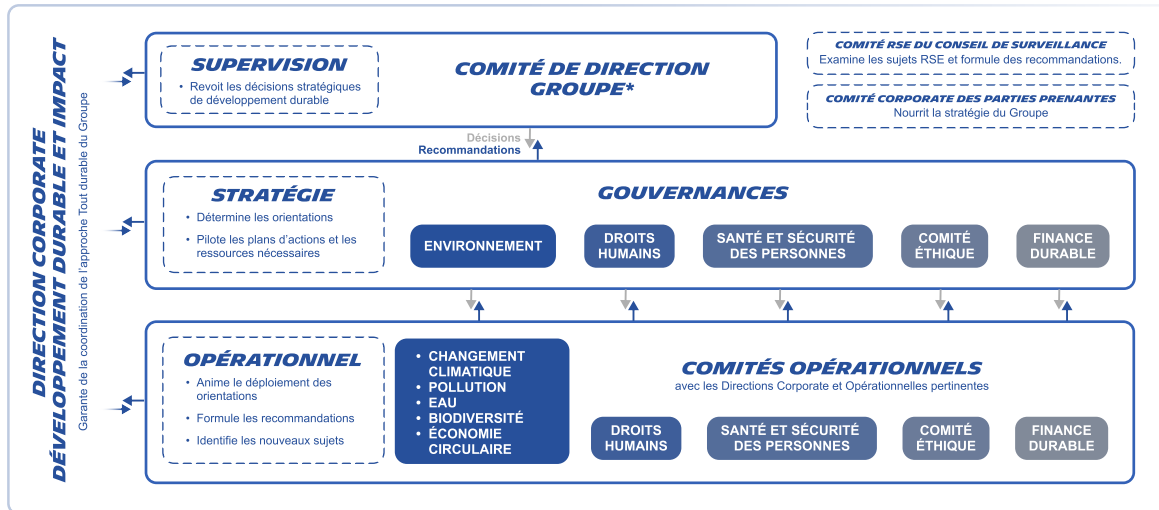 DIRECTION CORPORATE
DÉVELOPPEMENT DURABLE ET IMPACT
Garante de la coordination de l'approche Tout durable du Groupe
SUPERVISION
• Revoit les décisions stratégiques
de développement durable
COMITÉ DE DIRECTION
GROUPE*
COMITÉ RSE DU CONSEIL DE SURVEILLANCE
Examine les sujets RSE et formule des recommandations.
COMITÉ CORPORATE DES PARTIES PRENANTES
Nourrit la stratégie du Groupe
Décisions
Recommandations
STRATÉGIE
• Détermine les orientations
• Pilote les plans d'actions et les
ressources nécessaires
GOUVERNANCES
ENVIRONNEMENT
DROITS
HUMAINS
SANTÉ ET SÉCURITÉ
DES PERSONNES
COMITÉ
ÉTHIQUE
FINANCE
DURABLE
OPÉRATIONNEL
• Anime le déploiement des
orientations
• Formule les recommandations
• Identifie les nouveaux sujets
• CHANGEMENT
CLIMATIQUE
• POLLUTION
• EAU
• BIODIVERSITÉ
• ÉCONOMIE
CIRCULAIRE
COMITÉS OPÉRATIONNELS
avec les Directions Corporate et Opérationnelles pertinentes
DROITS
HUMAINS
SANTÉ ET SÉCURITÉ
DES PERSONNES
COMITÉ
ÉTHIQUE
FINANCE
DURABLE